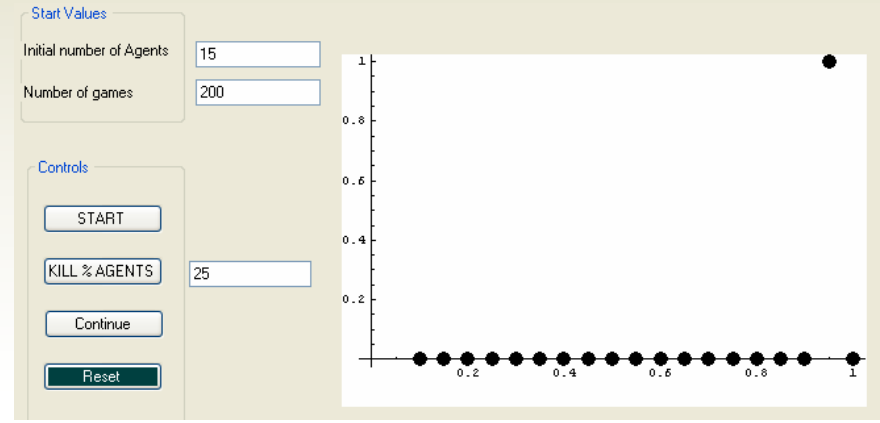 Start Values
Initial number of Agents 15
Number of games 200
Controls
START
KILL % AGENTS 25
Continue
Reset
1
0.8
0.6
0.4
0.2
0.2 0.4 0.6 0.8 1